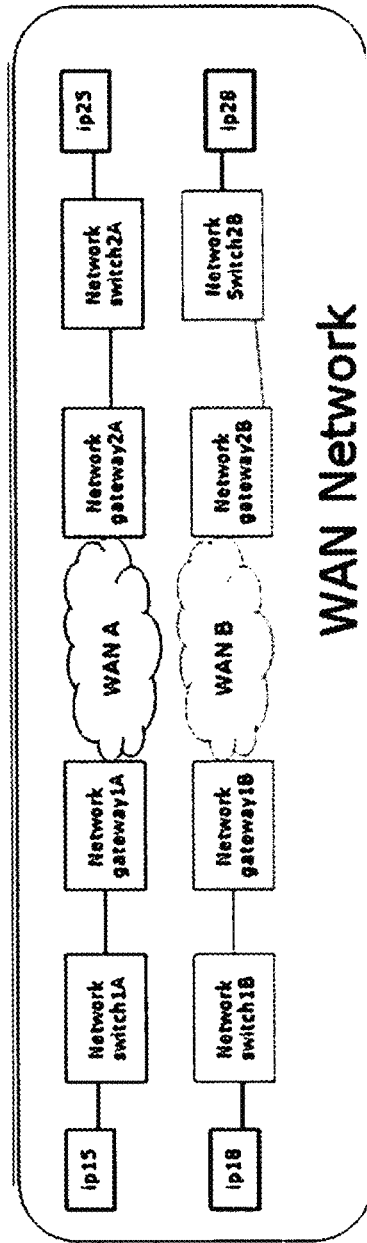 ip15
Network
switch1A
Network
gateway1A
WAN A
Network
gateway2A
Network
switch2A
ip25
ip18
Network
switch1B
Network
gateway1B
WAN B
Network
gateway2B
Network
Switch2B
ip28
WAN Network